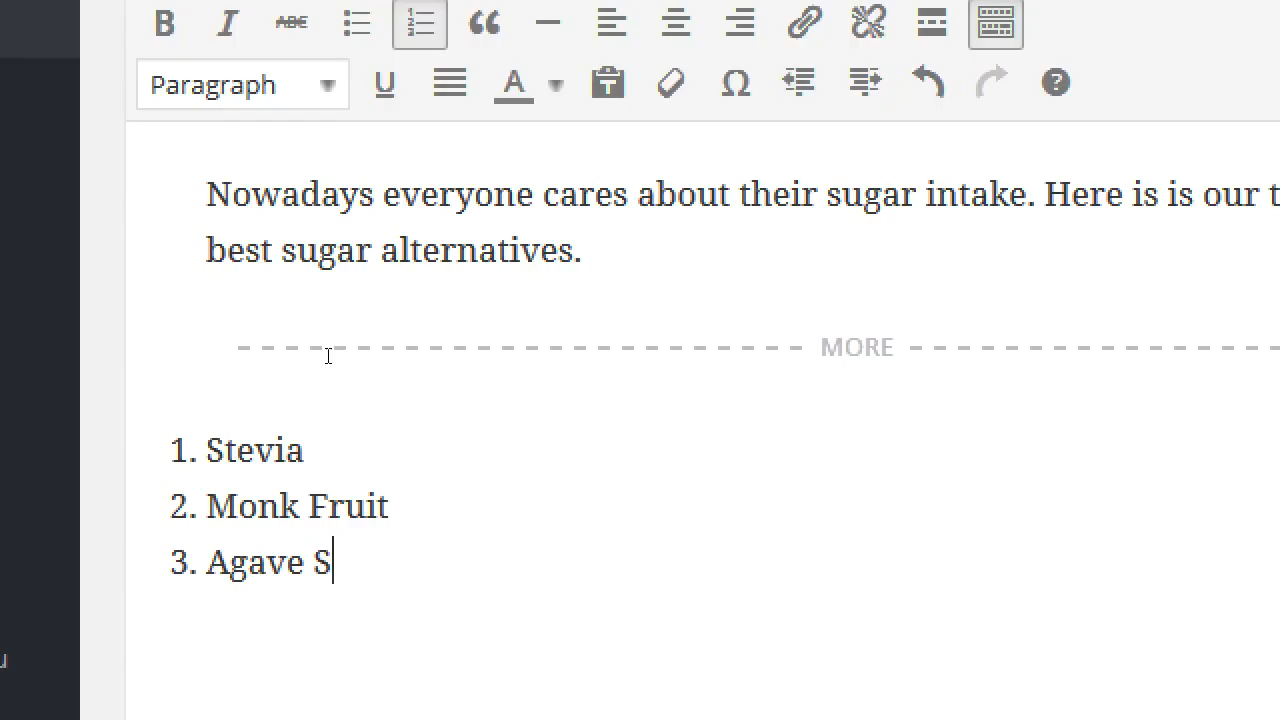 B I ABC
Paragraph U A Ω
Nowadays everyone cares about their sugar intake. Here is is our
best sugar alternatives.
MORE
1. Stevia
2. Monk Fruit
3. Agave S